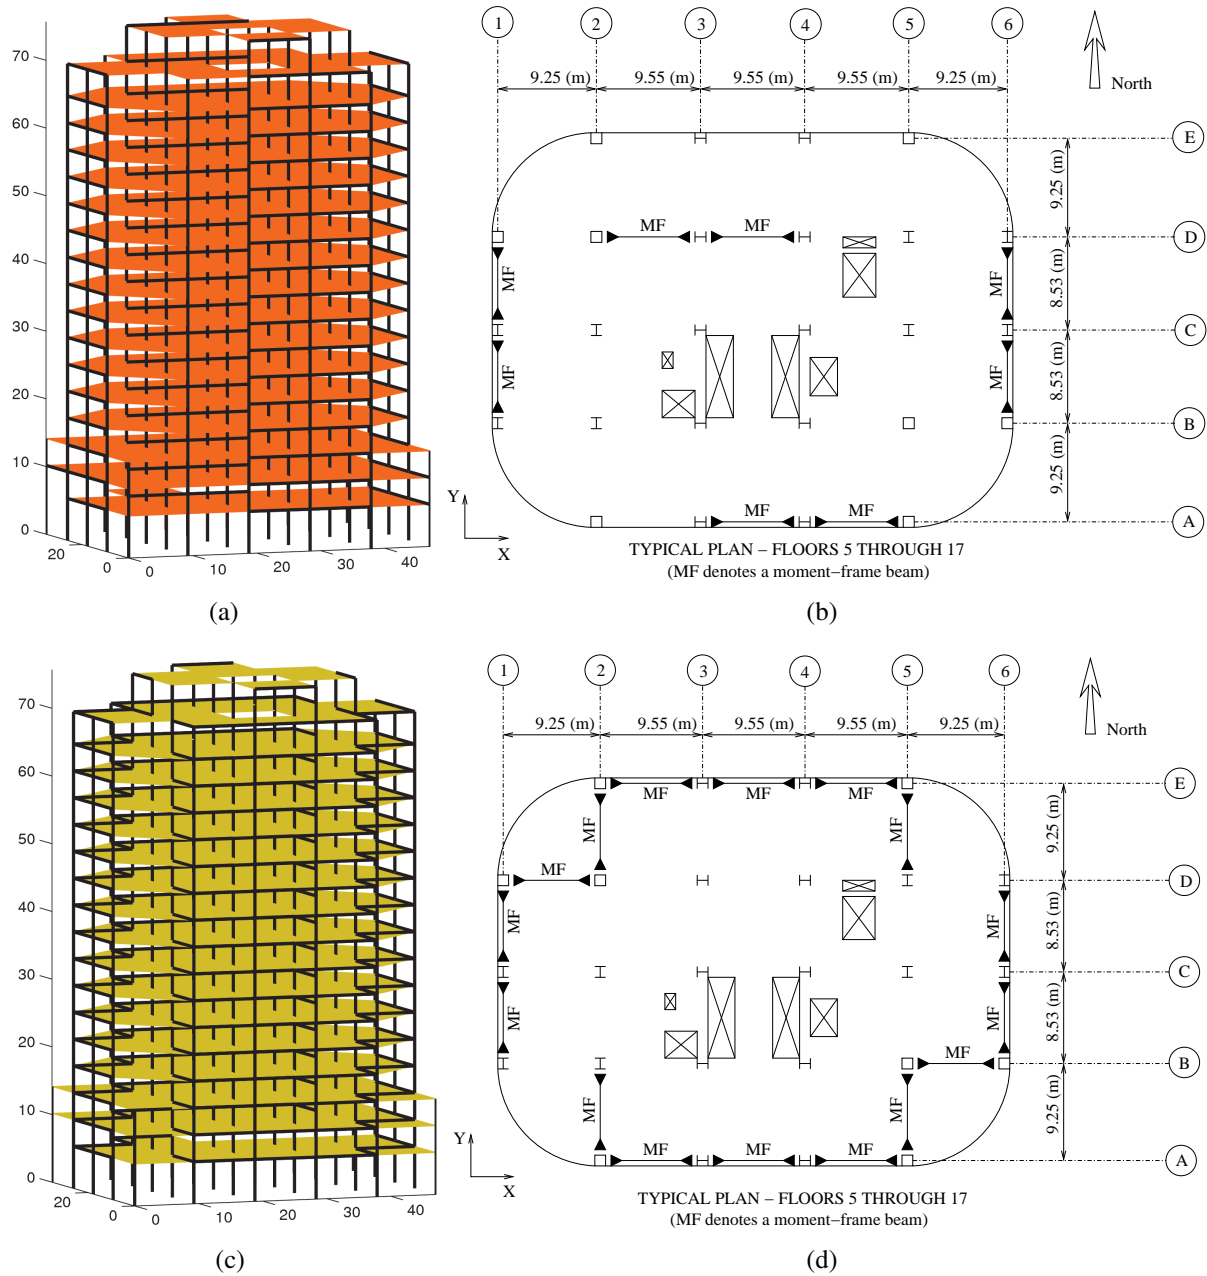 70
60
50
40
30
20
10
0
20
0
0
10
20
30
40
(a)
1
2
3
4
5
6
9.25 (m)
9.55 (m)
9.55 (m)
9.55 (m)
9.25 (m)
North
E
9.25 (m)
MF
MF
D
MF
MF
8.53 (m)
C
MF
MF
8.53 (m)
B
9.25 (m)
MF
MF
A
Y
X
TYPICAL PLAN – FLOORS 5 THROUGH 17
(MF denotes a moment–frame beam)
(b)
70
60
50
40
30
20
10
0
20
0
0
10
20
30
40
(c)
1
2
3
4
5
6
9.25 (m)
9.55 (m)
9.55 (m)
9.55 (m)
9.25 (m)
North
E
MF
MF
MF
MF
MF
9.25 (m)
MF
D
MF
MF
8.53 (m)
C
MF
MF
8.53 (m)
MF
B
MF
MF
9.25 (m)
MF
MF
MF
A
Y
X
TYPICAL PLAN – FLOORS 5 THROUGH 17
(MF denotes a moment–frame beam)
(d)